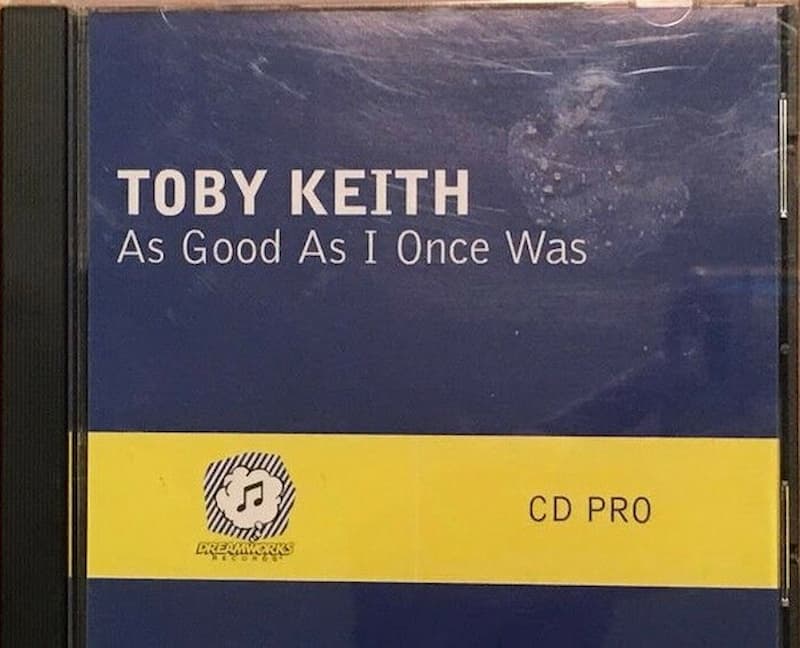 TOBY KEITH
As Good As I Once Was
CD PRO
DREAMWORKS
RECORDS